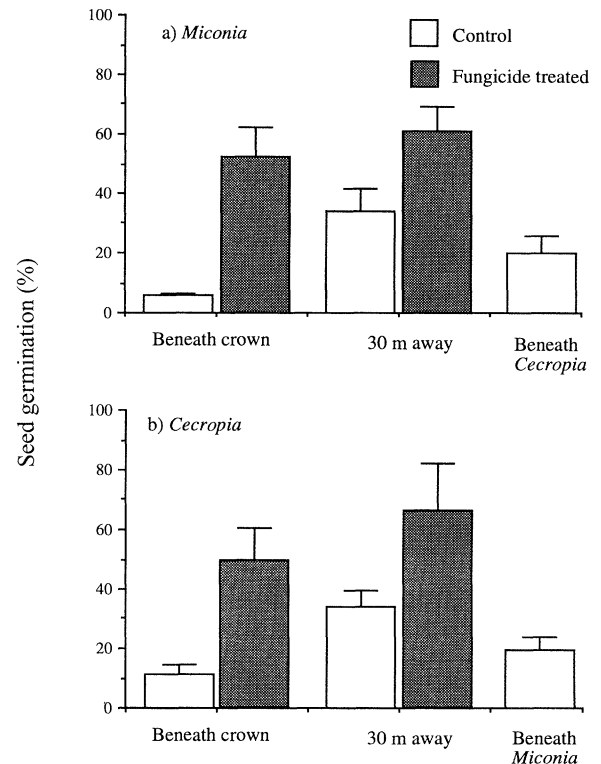 Seed germination (%)
a) Miconia
Control
Fungicide treated
100
80
60
40
20
0
Beneath crown
30 m away
Beneath
Cecropia
b) Cecropia
100
80
60
40
20
0
Beneath crown
30 m away
Beneath
Miconia